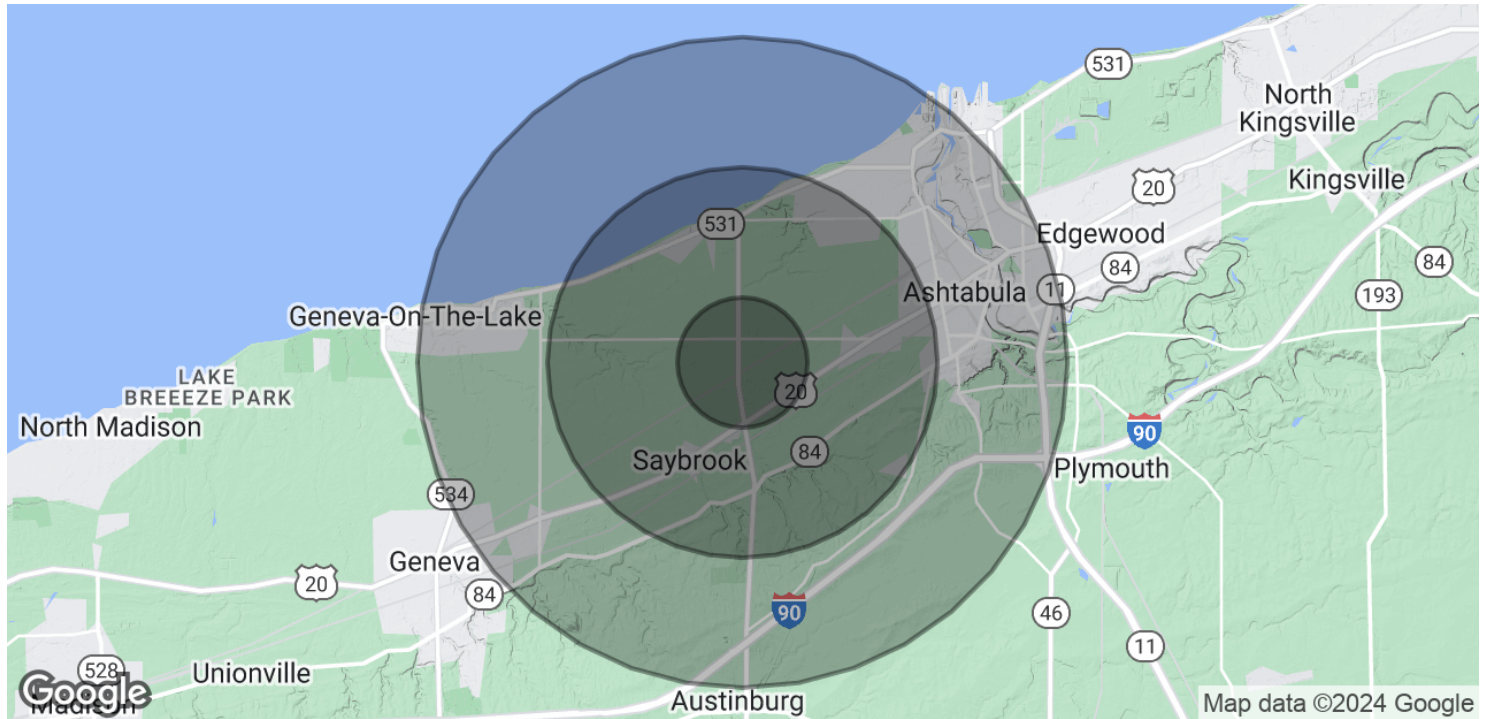 531
North
Kingsville
Kingsville
20
531
Edgewood
84
84
Ashtabula
11
193
Geneva-On-The-Lake
LAKE
BREEEZE PARK
20
North Madison
90
Saybrook
84
Plymouth
534
Geneva
20
84
90
46
11
528
Unionville
Google
Madison
Austinburg
Map data ©2024 Google